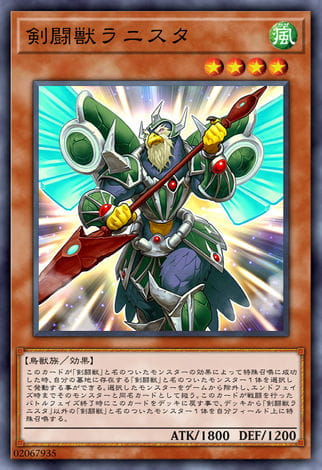 剣闘獣ラニスタ
風
【鳥獣族／効果】
このカードが「剣闘獣」と名のついたモンスターの効果によって特殊召喚に成功
した時、自分の墓地に存在する「剣闘獣」と名のついたモンスター１体を選択し
て発動する事ができる。選択したモンスターをゲームから除外し、エンドフェイ
ズ時までそのモンスターと同名カードとして扱う。このカードが戦闘を行った
バトルフェイズ終了時にこのカードをデッキに戻す事で、デッキから「剣闘獣ラ
ニスタ」以外の「剣闘獣」と名のついたモンスター１体を自分フィールド上に特
殊召喚する。
ATK/1800 DEF/1200
02067935